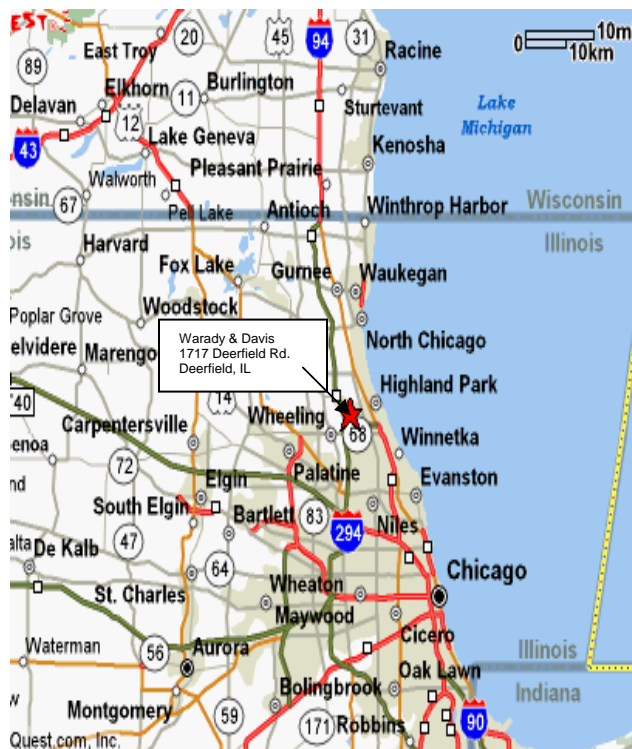 EST
20
45
94
31
10m
0
10km
East Troy
Racine
89
Elkhorn
Burlington
Delavan
11
Sturtevant
Lake
Michigan
12
43
Lake Geneva
Kenosha
Walworth
Pleasant Prairie
nsin
67
Pell Lake
Antioch
Winthrop Harbor
Wisconsin
ois
Illinois
Harvard
Fox Lake
Gurnee
Waukegan
Poplar Grove
Woodstock
North Chicago
elvidere
Marengo
Warady & Davis
1717 Deerfield Rd.
Deerfield, IL
Highland Park
40
14
Carpentersville
Wheeling
68
Winnetka
enoa
72
Palatine
Evanston
nd
Elgin
South Elgin
Bartlett
83
Niles
294
alta
De Kalb
47
64
Chicago
St. Charles
Wheaton
Maywood
Cicero
Waterman
56
Aurora
Illinois
Oak Lawn
Indiana
Bolingbrook
Montgomery
59
171
Robbins
90
Quest.com, Inc.